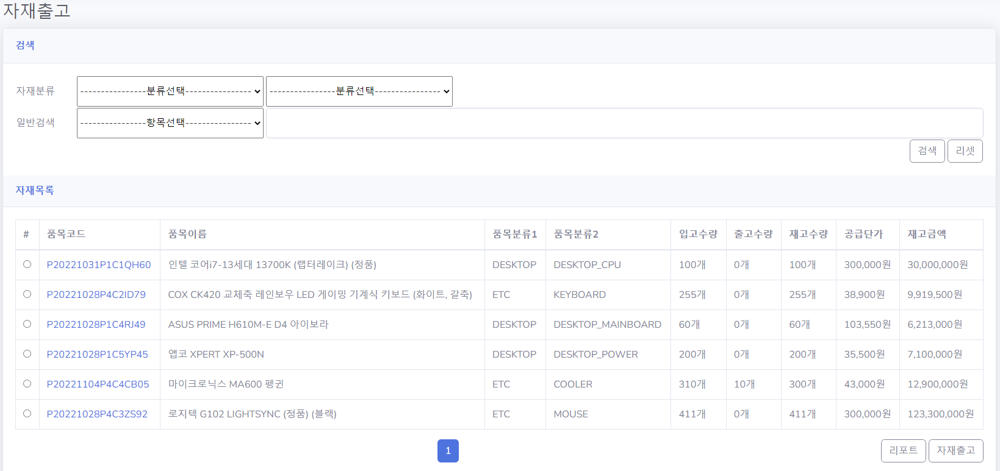 자재출고
검색
자재분류 ---------------분류선택--------------- ---------------분류선택---------------
일반검색 ---------------항목선택---------------
검색 리셋
자재목록
# 품목코드 품목이름 품목분류1 품목분류2 입고수량 출고수량 재고수량 공급단가 재고금액
P20221031P1C1QH60 인텔 코어i7-13세대 13700K (랩터레이크) (정품) DESKTOP DESKTOP_CPU 100개 0개 100개 300,000원 30,000,000원
P20221028P4C2ID79 COX CK420 교체축 레인보우 LED 게이밍 기계식 키보드 (화이트, 갈축) ETC KEYBOARD 255개 0개 255개 38,900원 9,919,500원
P20221028P1C4RJ49 ASUS PRIME H610M-E D4 아이보라 DESKTOP DESKTOP_MAINBOARD 60개 0개 60개 103,550원 6,213,000원
P20221028P1C5YP45 앱코 XPERT XP-500N DESKTOP DESKTOP_POWER 200개 0개 200개 35,500원 7,100,000원
P20221104P4C4CB05 마이크로닉스 MA600 펭귄 ETC COOLER 310개 10개 300개 43,000원 12,900,000원
P20221028P4C3ZS92 로지텍 G102 LIGHTSYNC (정품) (블랙) ETC MOUSE 411개 0개 411개 300,000원 123,300,000원
1 리포트 자재출고